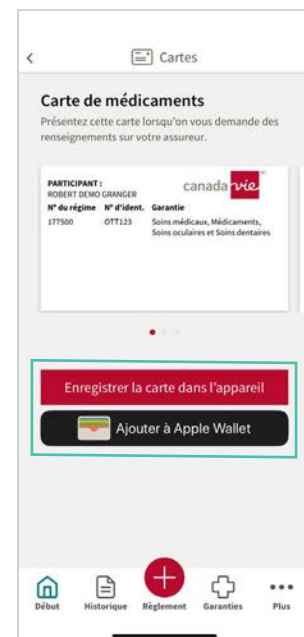 Cartes
Carte de médicaments
Présentez cette carte lorsqu'on vous demande des
renseignements sur votre assureur.
PARTICIPANT :
ROBERT DEMO GRANGER
canada vie
Nº du régime Nº d'ident. Garantie
177500 OTT123 Soins médicaux, Médicaments,
Soins oculaires et Soins dentaires
Enregistrer la carte dans l'appareil
Ajouter à Apple Wallet
Début Historique Règlement Garanties Plus